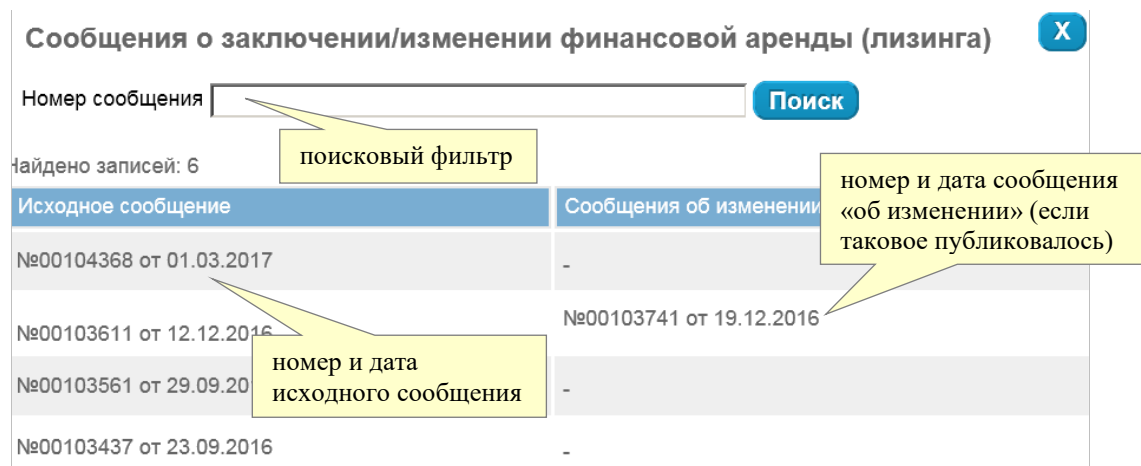 Сообщения о заключении/изменении финансовой аренды (лизинга)
X
Номер сообщения
Поиск
поисковый фильтр
Найдено записей: 6
номер и дата сообщения
«об изменении» (если
таковое публиковалось)
Исходное сообщение
Сообщения об изменении
№00104368 от 01.03.2017
-
№00103611 от 12.12.2016
№00103741 от 19.12.2016
номер и дата
исходного сообщения
№00103561 от 29.09.20
-
№00103437 от 23.09.2016
-